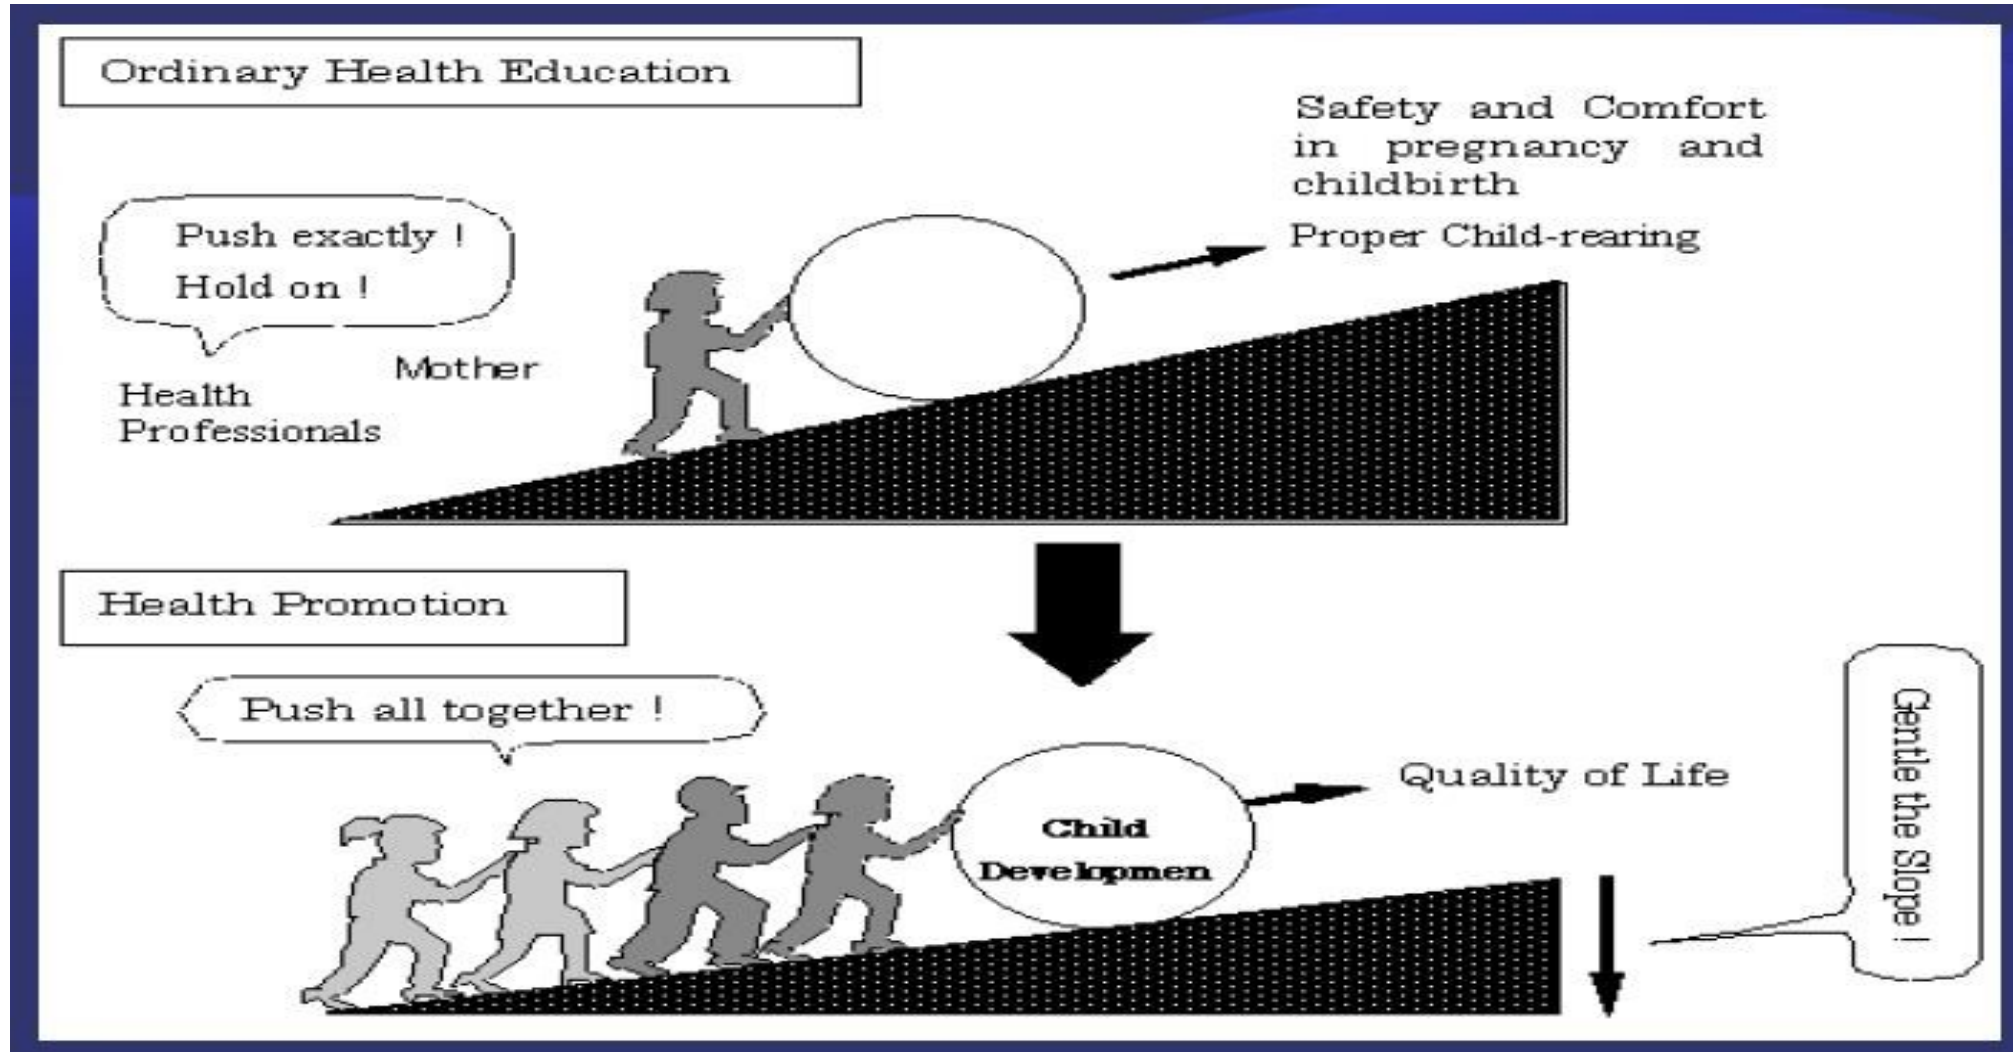 Ordinary Health Education
Safety and Comfort
in pregnancy and
childbirth
Proper Child-rearing
Push exactly !
Hold on !
Mother
Health
Professionals
Health Promotion
Push all together !
Quality of Life
Child
Developmen
Gentle the Slope !